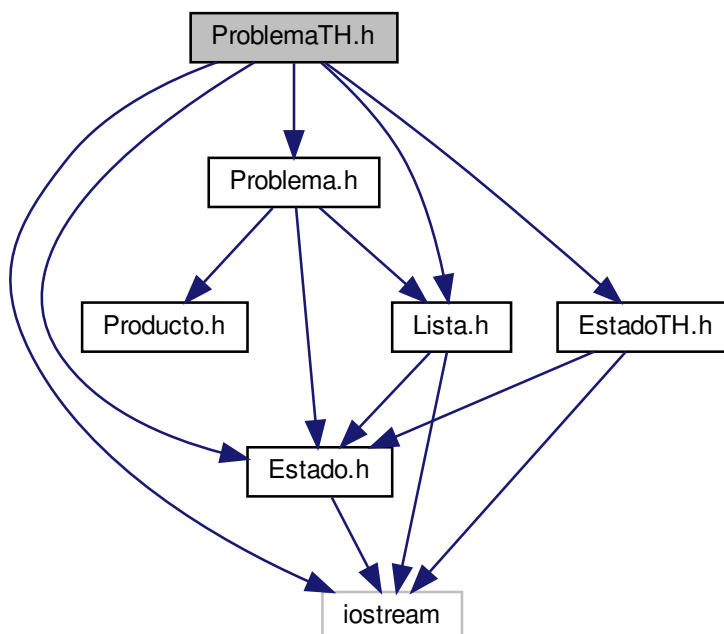 ProblemaTH.h
Problema.h
Producto.h
Lista.h
EstadoTH.h
Estado.h
iostream